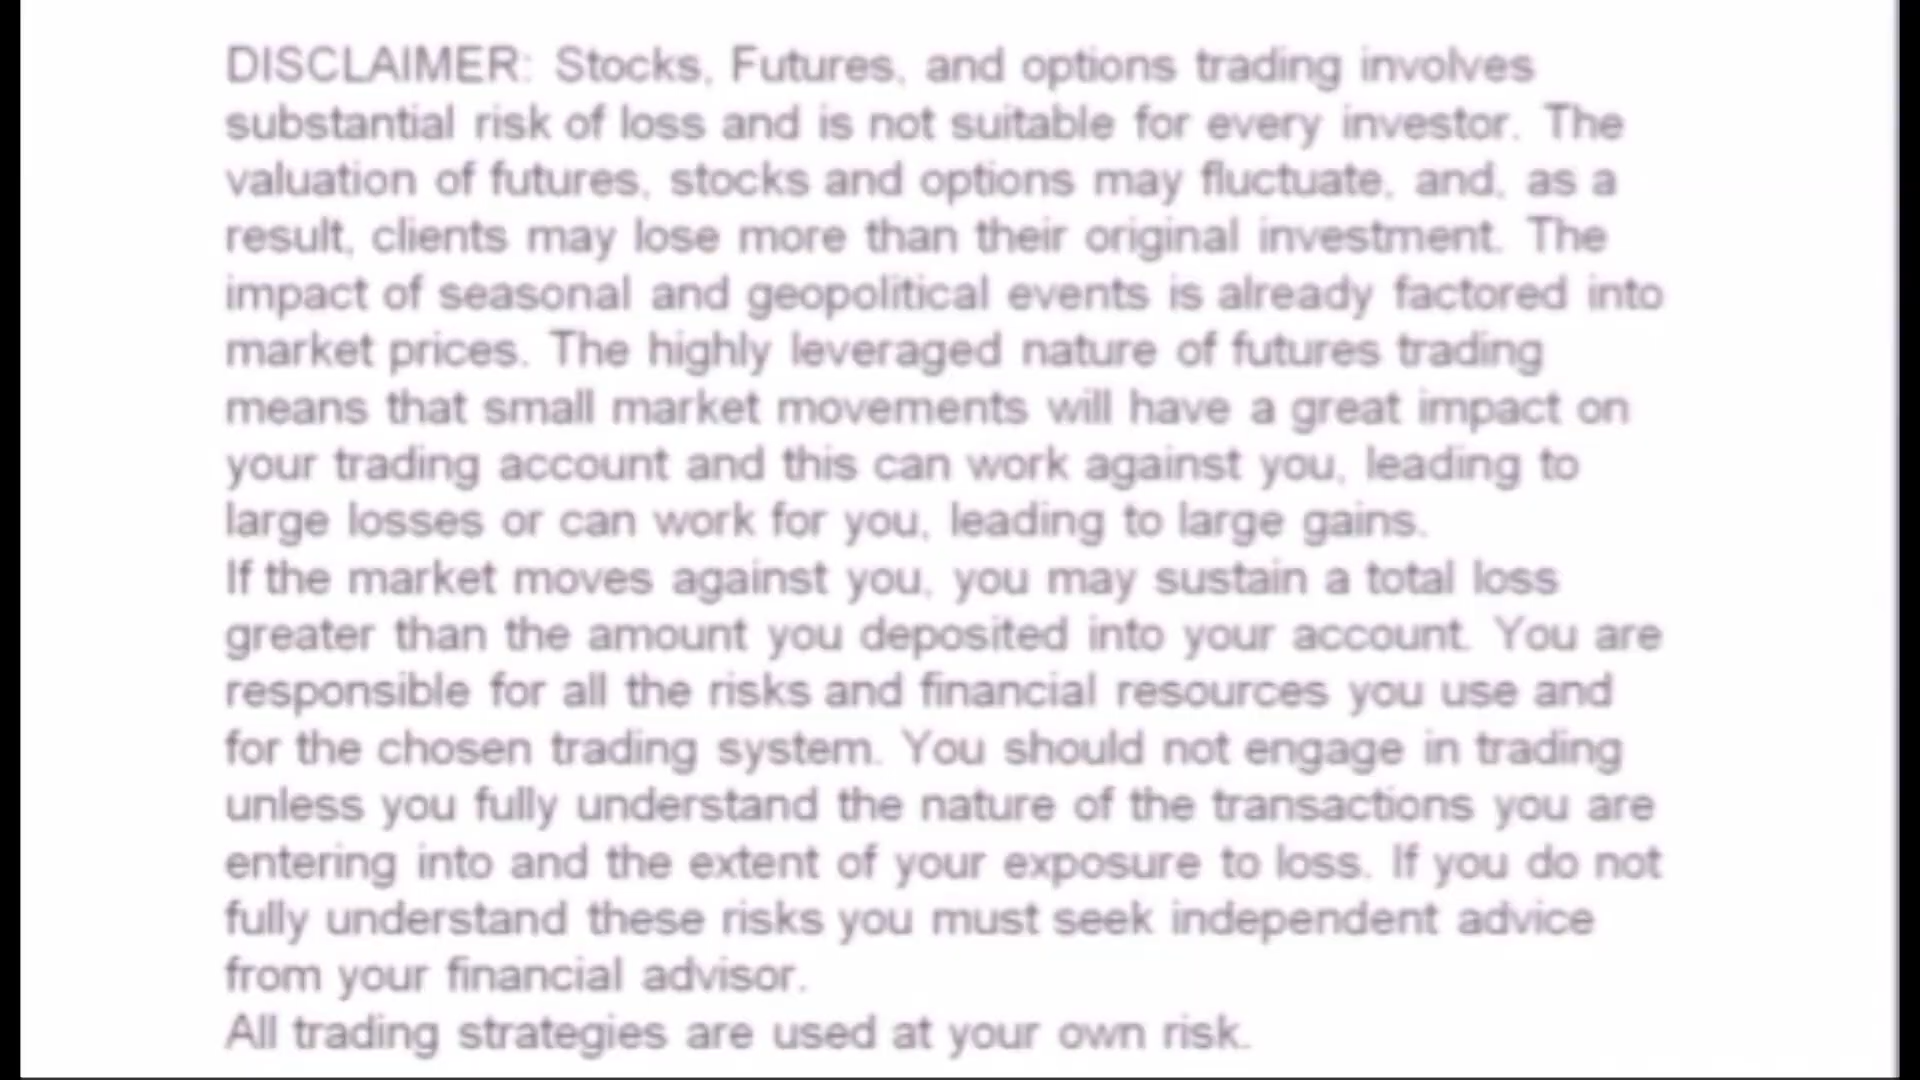 DISCLAIMER: Stocks, Futures, and options trading involves
substantial risk of loss and is not suitable for every investor. The
valuation of futures, stocks and options may fluctuate, and, as a
result, clients may lose more than their original investment. The
impact of seasonal and geopolitical events is already factored into
market prices. The highly leveraged nature of futures trading
means that small market movements will have a great impact on
your trading account and this can work against you, leading to
large losses or can work for you, leading to large gains.
If the market moves against you, you may sustain a total loss
greater than the amount you deposited into your account. You are
responsible for all the risks and financial resources you use and
for the chosen trading system. You should not engage in trading
unless you fully understand the nature of the transactions you are
entering into and the extent of your exposure to loss. If you do not
fully understand these risks you must seek independent advice
from your financial advisor.
All trading strategies are used at your own risk.